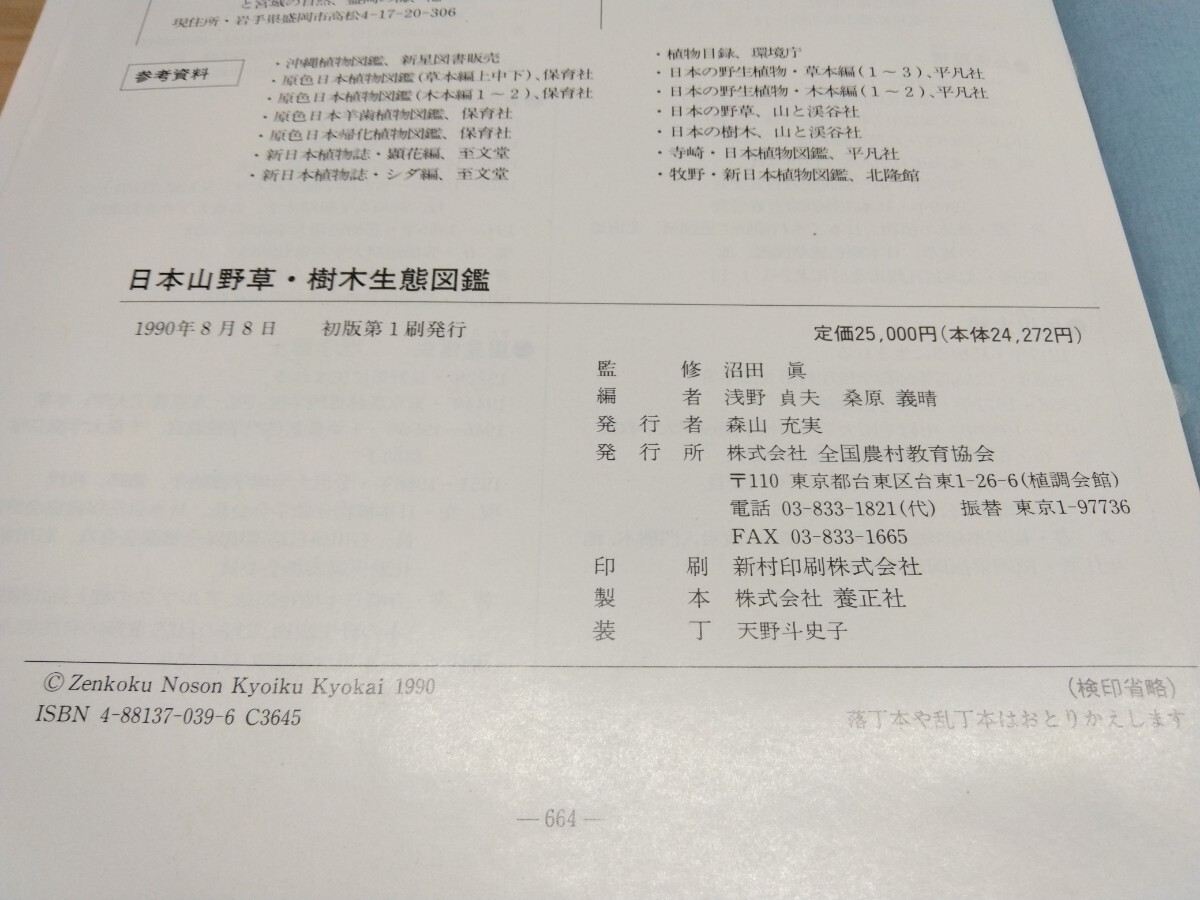 現住所・岩手県盛岡市高松4-17-20-306
参考資料
・沖縄植物図鑑、新星図書販売
・原色日本植物図鑑(草本編上中下)、保育社
・原色日本植物図鑑(木本編1～2)、保育社
・原色日本羊歯植物図鑑、保育社
・原色日本帰化植物図鑑、保育社
・新日本植物誌・顕花編、至文堂
・新日本植物誌・シダ編、至文堂
・植物目録、環境庁
・日本の野生植物・草本編(1～3)、平凡社
・日本の野生植物・木本編(1～2)、平凡社
・日本の野草、山と渓谷社
・日本の樹木、山と渓谷社
・寺崎・日本植物図鑑、平凡社
・牧野・新日本植物図鑑、北隆館
日本山野草・樹木生態図鑑
1990年8月8日　初版第1刷発行
定価25,000円(本体24,272円)
監修 沼田 眞
編者 浅野 貞夫 桑原 義晴
発行者 森山 充実
発行所 株式会社 全国農村教育協会
〒110 東京都台東区台東1-26-6(植調会館)
電話 03-833-1821(代) 振替 東京1-97736
FAX 03-833-1665
印刷 新村印刷株式会社
製本 株式会社 養正社
装丁 天野斗史子
©Zenkoku Noson Kyoiku Kyokai 1990
ISBN 4-88137-039-6 C3645
(検印省略)
落丁本や乱丁本はおとりかえします
—664—